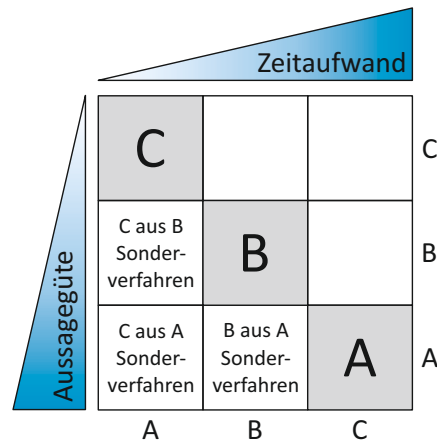 Zeitaufwand
Aussagegüte
C
C
C aus B
Sonder-
verfahren
B
B
C aus A
Sonder-
verfahren
B aus A
Sonder-
verfahren
A
A
A
B
C